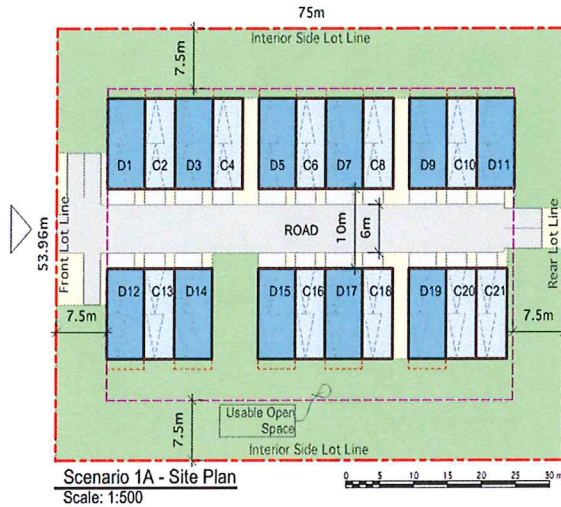 75m
Interior Side Lot Line
7.5m
D1 C2 D3 C4 D5 C6 D7 C8 D9 C10 D11
53.96m
Front Lot Line
ROAD
10m
6m
Rear Lot Line
D12 C13 D14 D15 C16 D17 C18 D19 C20 C21
7.5m
7.5m
7.5m
Usable Open
Space
Interior Side Lot Line
Scenario 1A - Site Plan
Scale: 1:500
0 5 10 15 20 25 30 m